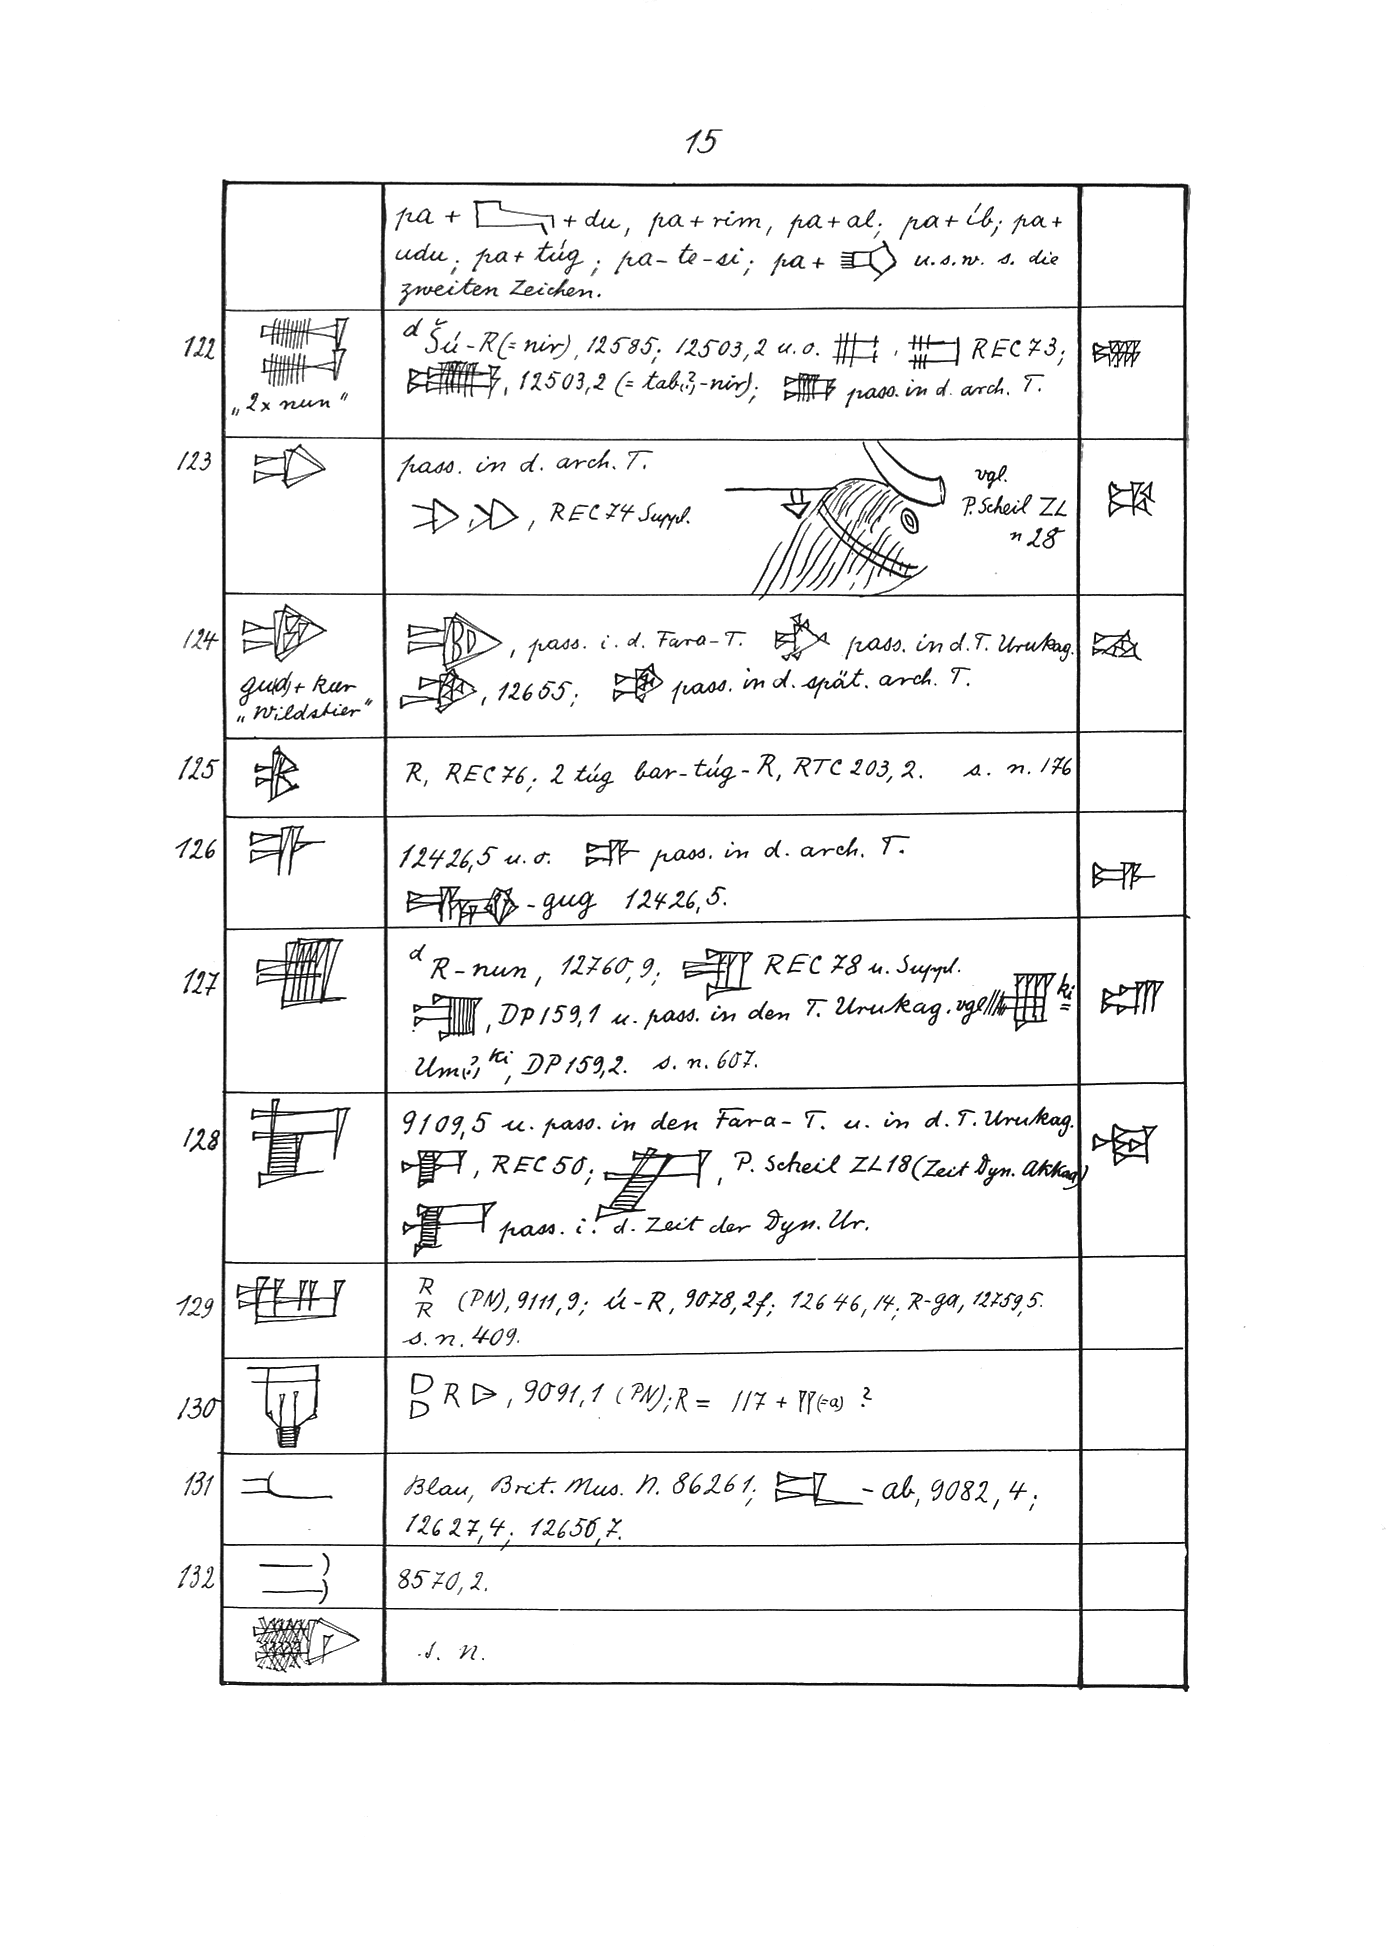 15
pa + + du, pa + rim, pa + al; pa + íb; pa +
udu; pa + túg; pa-te-si; pa + u.s.w. s. die
zweiten Zeichen.
122 „2x nun“
d Šú-R (= nir), 12585; 12503,2 u.o. , REC 73;
, 12503,2 (= tab(?)-nir); pass. in d. arch. T.
123 pass. in d. arch. T.
, , REC 74 Suppl.
vgl.
P. Scheil ZL
n 28
124 gu(d) + kur
„Wildstier“
, pass. i. d. Fara-T. pass. in d. T. Urukag.
, 12655; pass. in d. spät. arch. T.
125 R, REC 76; 2 túg bar-túg-R, RTC 203,2. s. n. 176
126 12426,5 u. o. pass. in d. arch. T.
-gug 12426,5.
127 d R-nun, 12760,9; REC 78 u. Suppl.
, DP 159,1 u. pass. in den T. Urukag. vgl ki =
Um(?) ki, DP 159,2. s. n. 607.
128 9109,5 u. pass. in den Fara-T. u. in d. T. Urukag.
, REC 50; , P. Scheil ZL 18 (Zeit Dyn. Akkad)
pass. i. d. Zeit der Dyn. Ur.
129 R
R (PN), 9111,9; ú-R, 9078,2f; 12646,14, R-ga, 12759,5.
s. n. 409.
130 R , 9091,1 (PN); R = 117 + (=a) ?
131 Blau, Brit. Mus. N. 86261; -ab, 9082,4;
12627,4; 12656,7.
132 8570,2.
s. n.